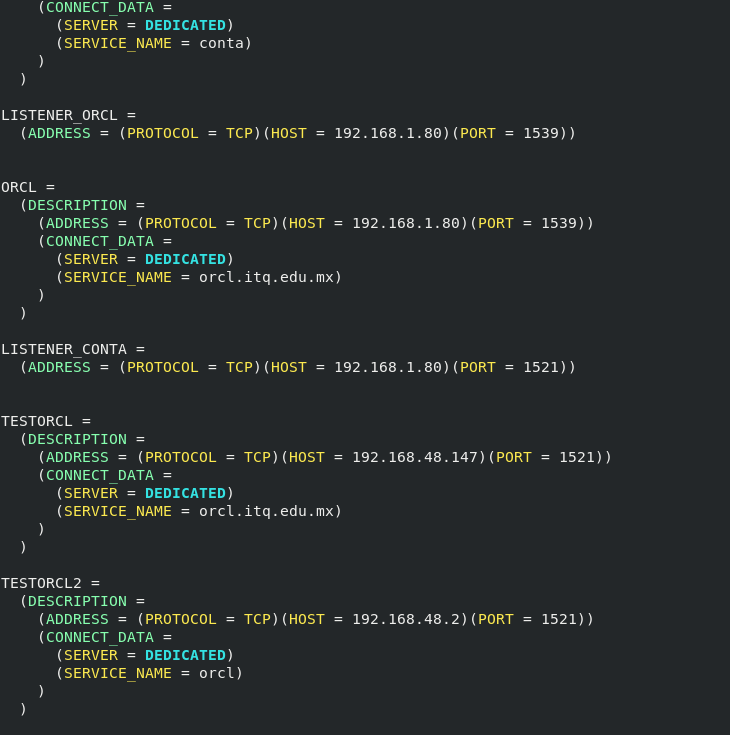 (CONNECT_DATA =
      (SERVER = DEDICATED)
      (SERVICE_NAME = conta)
    )
  )

LISTENER_ORCL =
  (ADDRESS = (PROTOCOL = TCP)(HOST = 192.168.1.80)(PORT = 1539))


ORCL =
  (DESCRIPTION =
    (ADDRESS = (PROTOCOL = TCP)(HOST = 192.168.1.80)(PORT = 1539))
    (CONNECT_DATA =
      (SERVER = DEDICATED)
      (SERVICE_NAME = orcl.itq.edu.mx)
    )
  )

LISTENER_CONTA =
  (ADDRESS = (PROTOCOL = TCP)(HOST = 192.168.1.80)(PORT = 1521))


TESTORCL =
  (DESCRIPTION =
    (ADDRESS = (PROTOCOL = TCP)(HOST = 192.168.48.147)(PORT = 1521))
    (CONNECT_DATA =
      (SERVER = DEDICATED)
      (SERVICE_NAME = orcl.itq.edu.mx)
    )
  )

TESTORCL2 =
  (DESCRIPTION =
    (ADDRESS = (PROTOCOL = TCP)(HOST = 192.168.48.2)(PORT = 1521))
    (CONNECT_DATA =
      (SERVER = DEDICATED)
      (SERVICE_NAME = orcl)
    )
  )